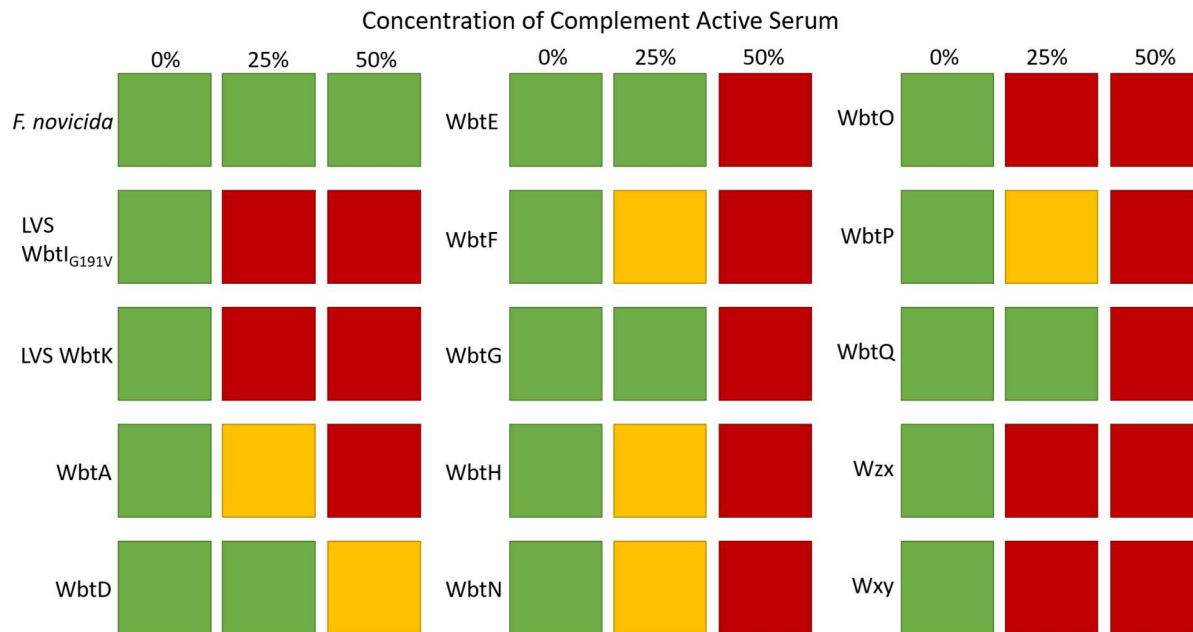 Concentration of Complement Active Serum
0% 25% 50%
0% 25% 50%
0% 25% 50%
F. novicida
WbtE
WbtO
LVS
WbtI_G191V
WbtF
WbtP
LVS WbtK
WbtG
WbtQ
WbtA
WbtH
Wzx
WbtD
WbtN
Wxy